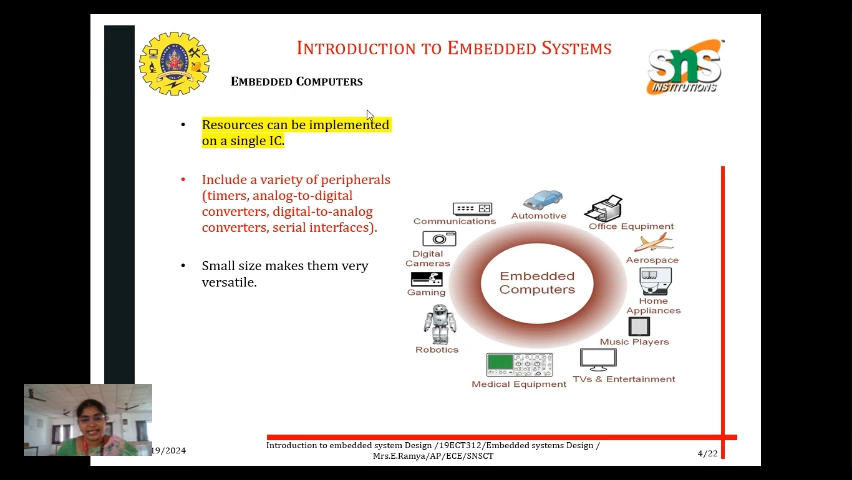 INTRODUCTION TO EMBEDDED SYSTEMS
SNS
INSTITUTIONS
EMBEDDED COMPUTERS
• Resources can be implemented
on a single IC.
• Include a variety of peripherals
(timers, analog-to-digital
converters, digital-to-analog
converters, serial interfaces).
• Small size makes them very
versatile.
Communications
Automotive
Office Equipment
Digital
Cameras
Aerospace
Embedded
Computers
Gaming
Home
Appliances
Music Players
Robotics
Medical Equipment
TVs & Entertainment
19/2024
Introduction to embedded system Design /19ECT312/Embedded systems Design /
Mrs.E.Ramya/AP/ECE/SNSCT
4/22